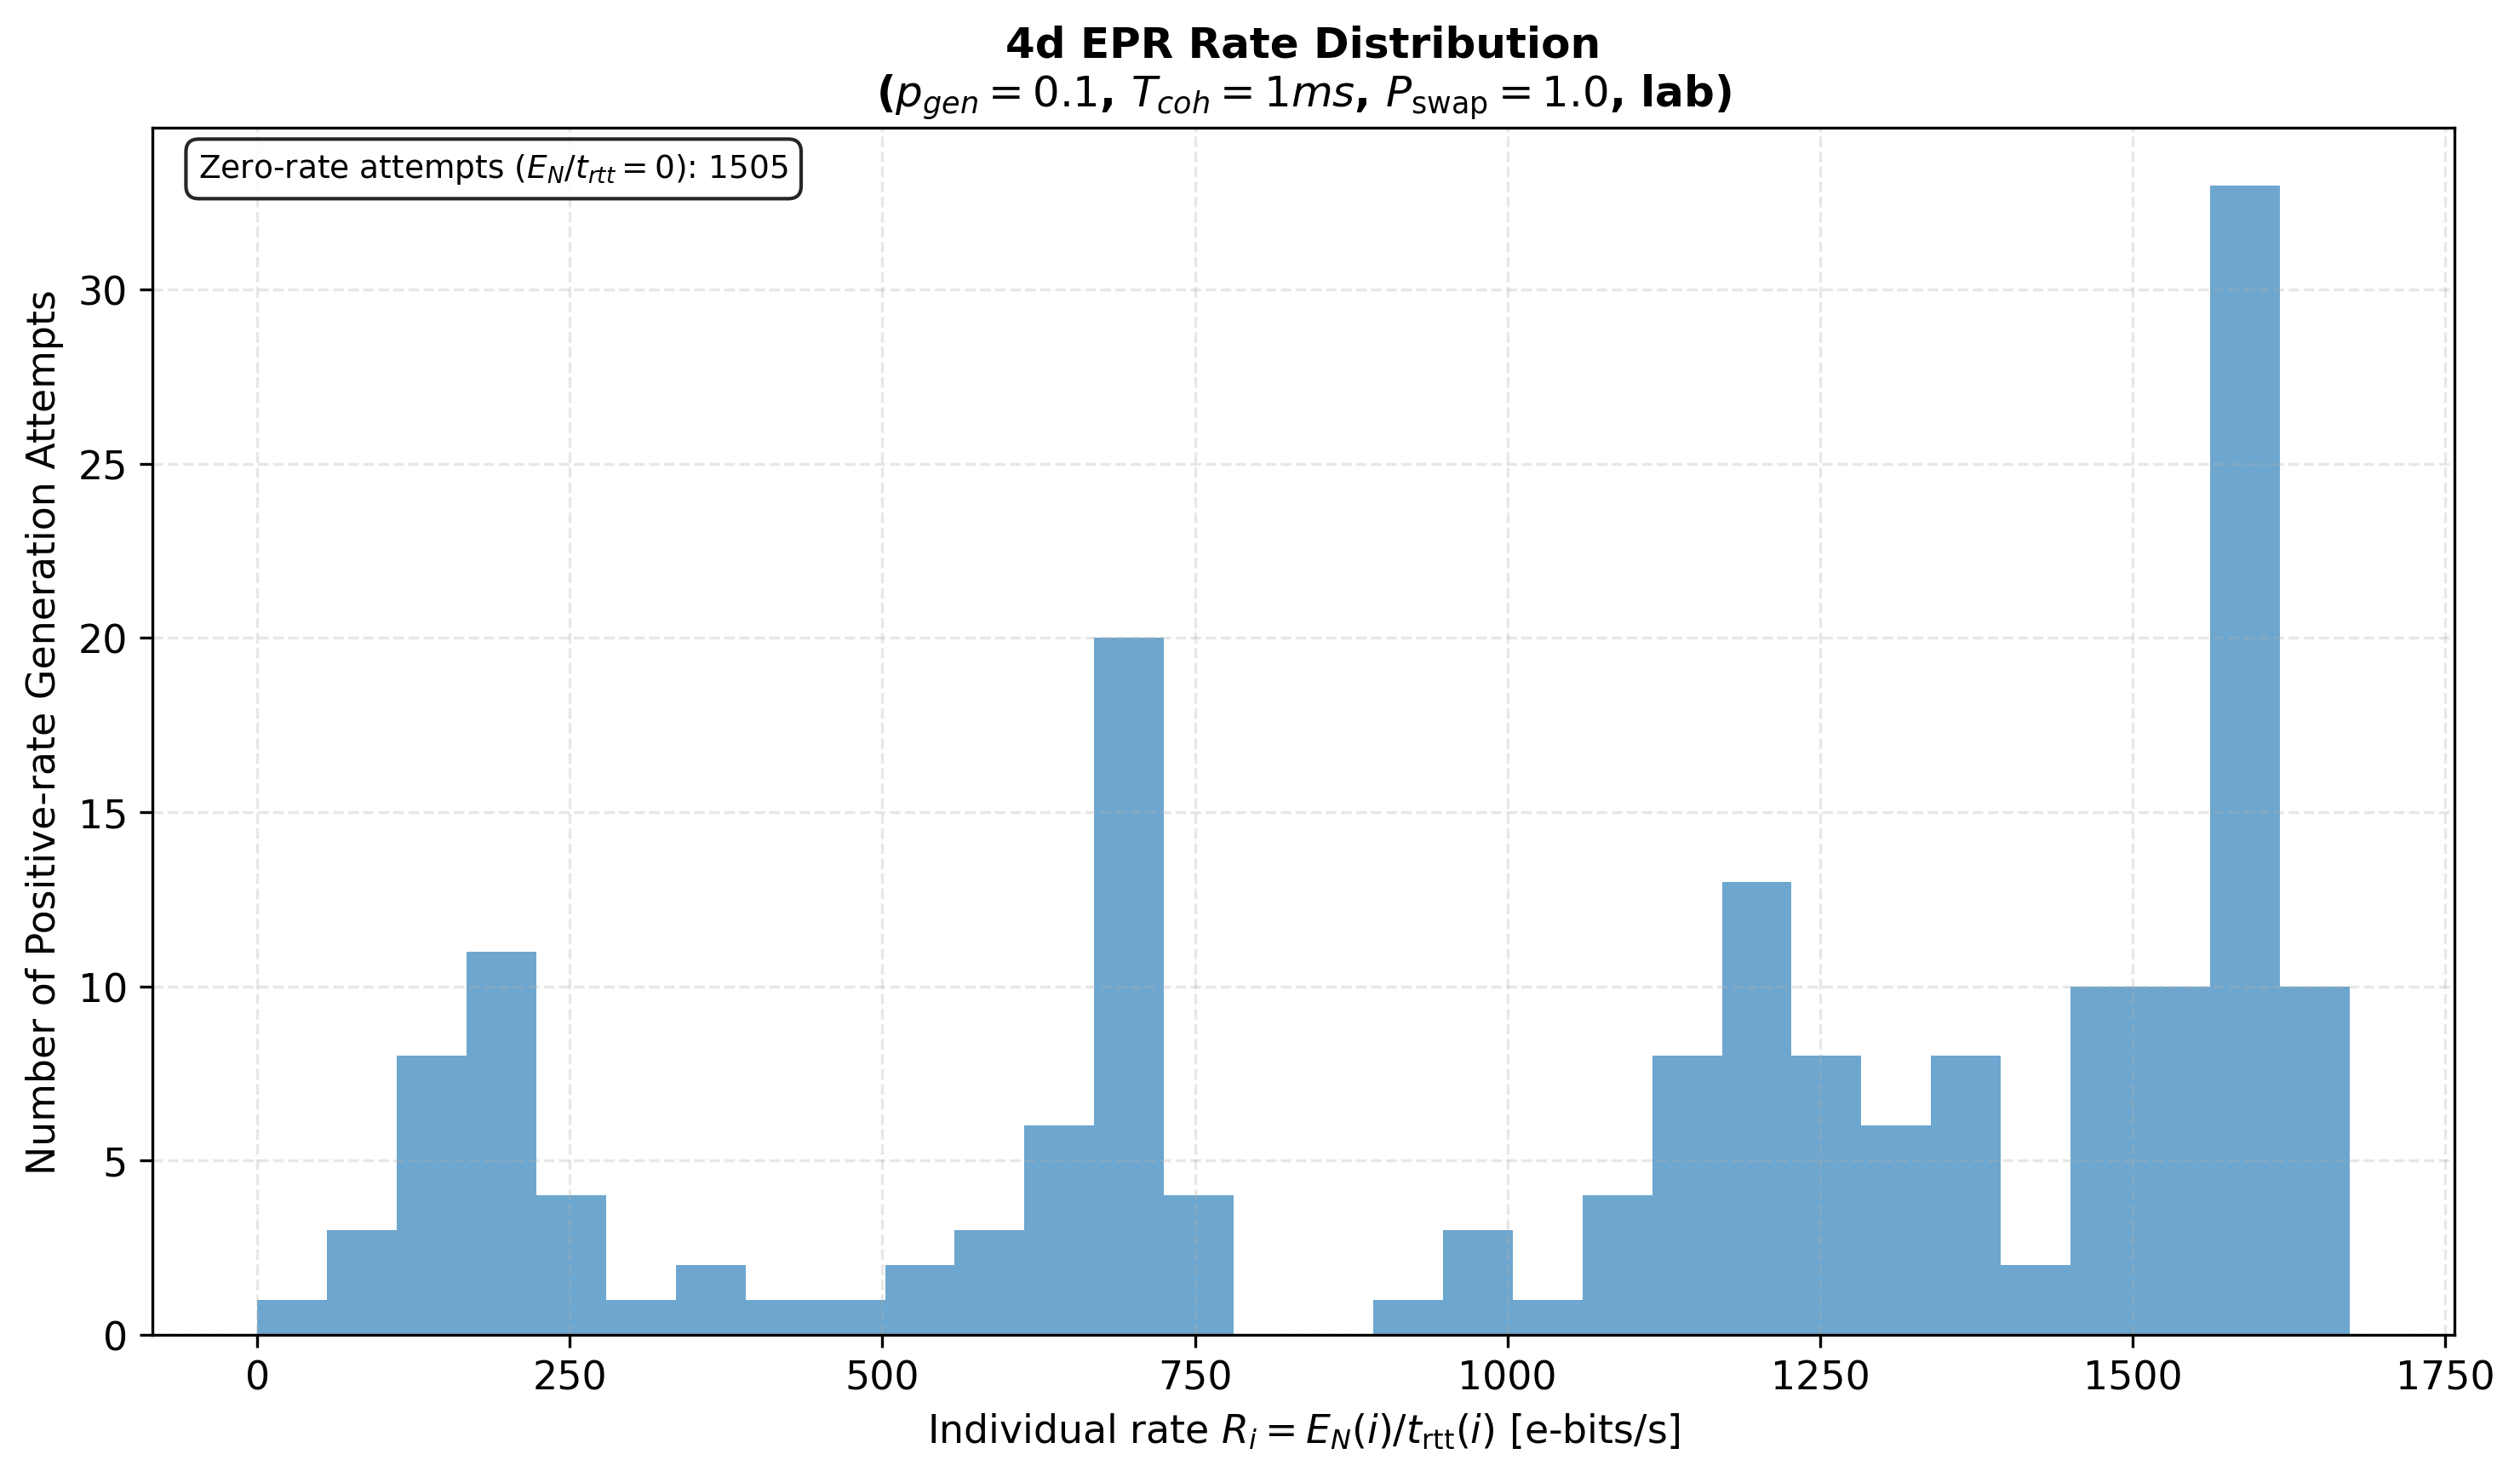 4d EPR Rate Distribution
(p_gen = 0.1, T_coh = 1ms, P_swap = 1.0, lab)
Zero-rate attempts (E_N/t_rtt = 0): 1505
Number of Positive-rate Generation Attempts
30
25
20
15
10
5
0
0 250 500 750 1000 1250 1500 1750
Individual rate R_i = E_N(i)/t_rtt(i) [e-bits/s]